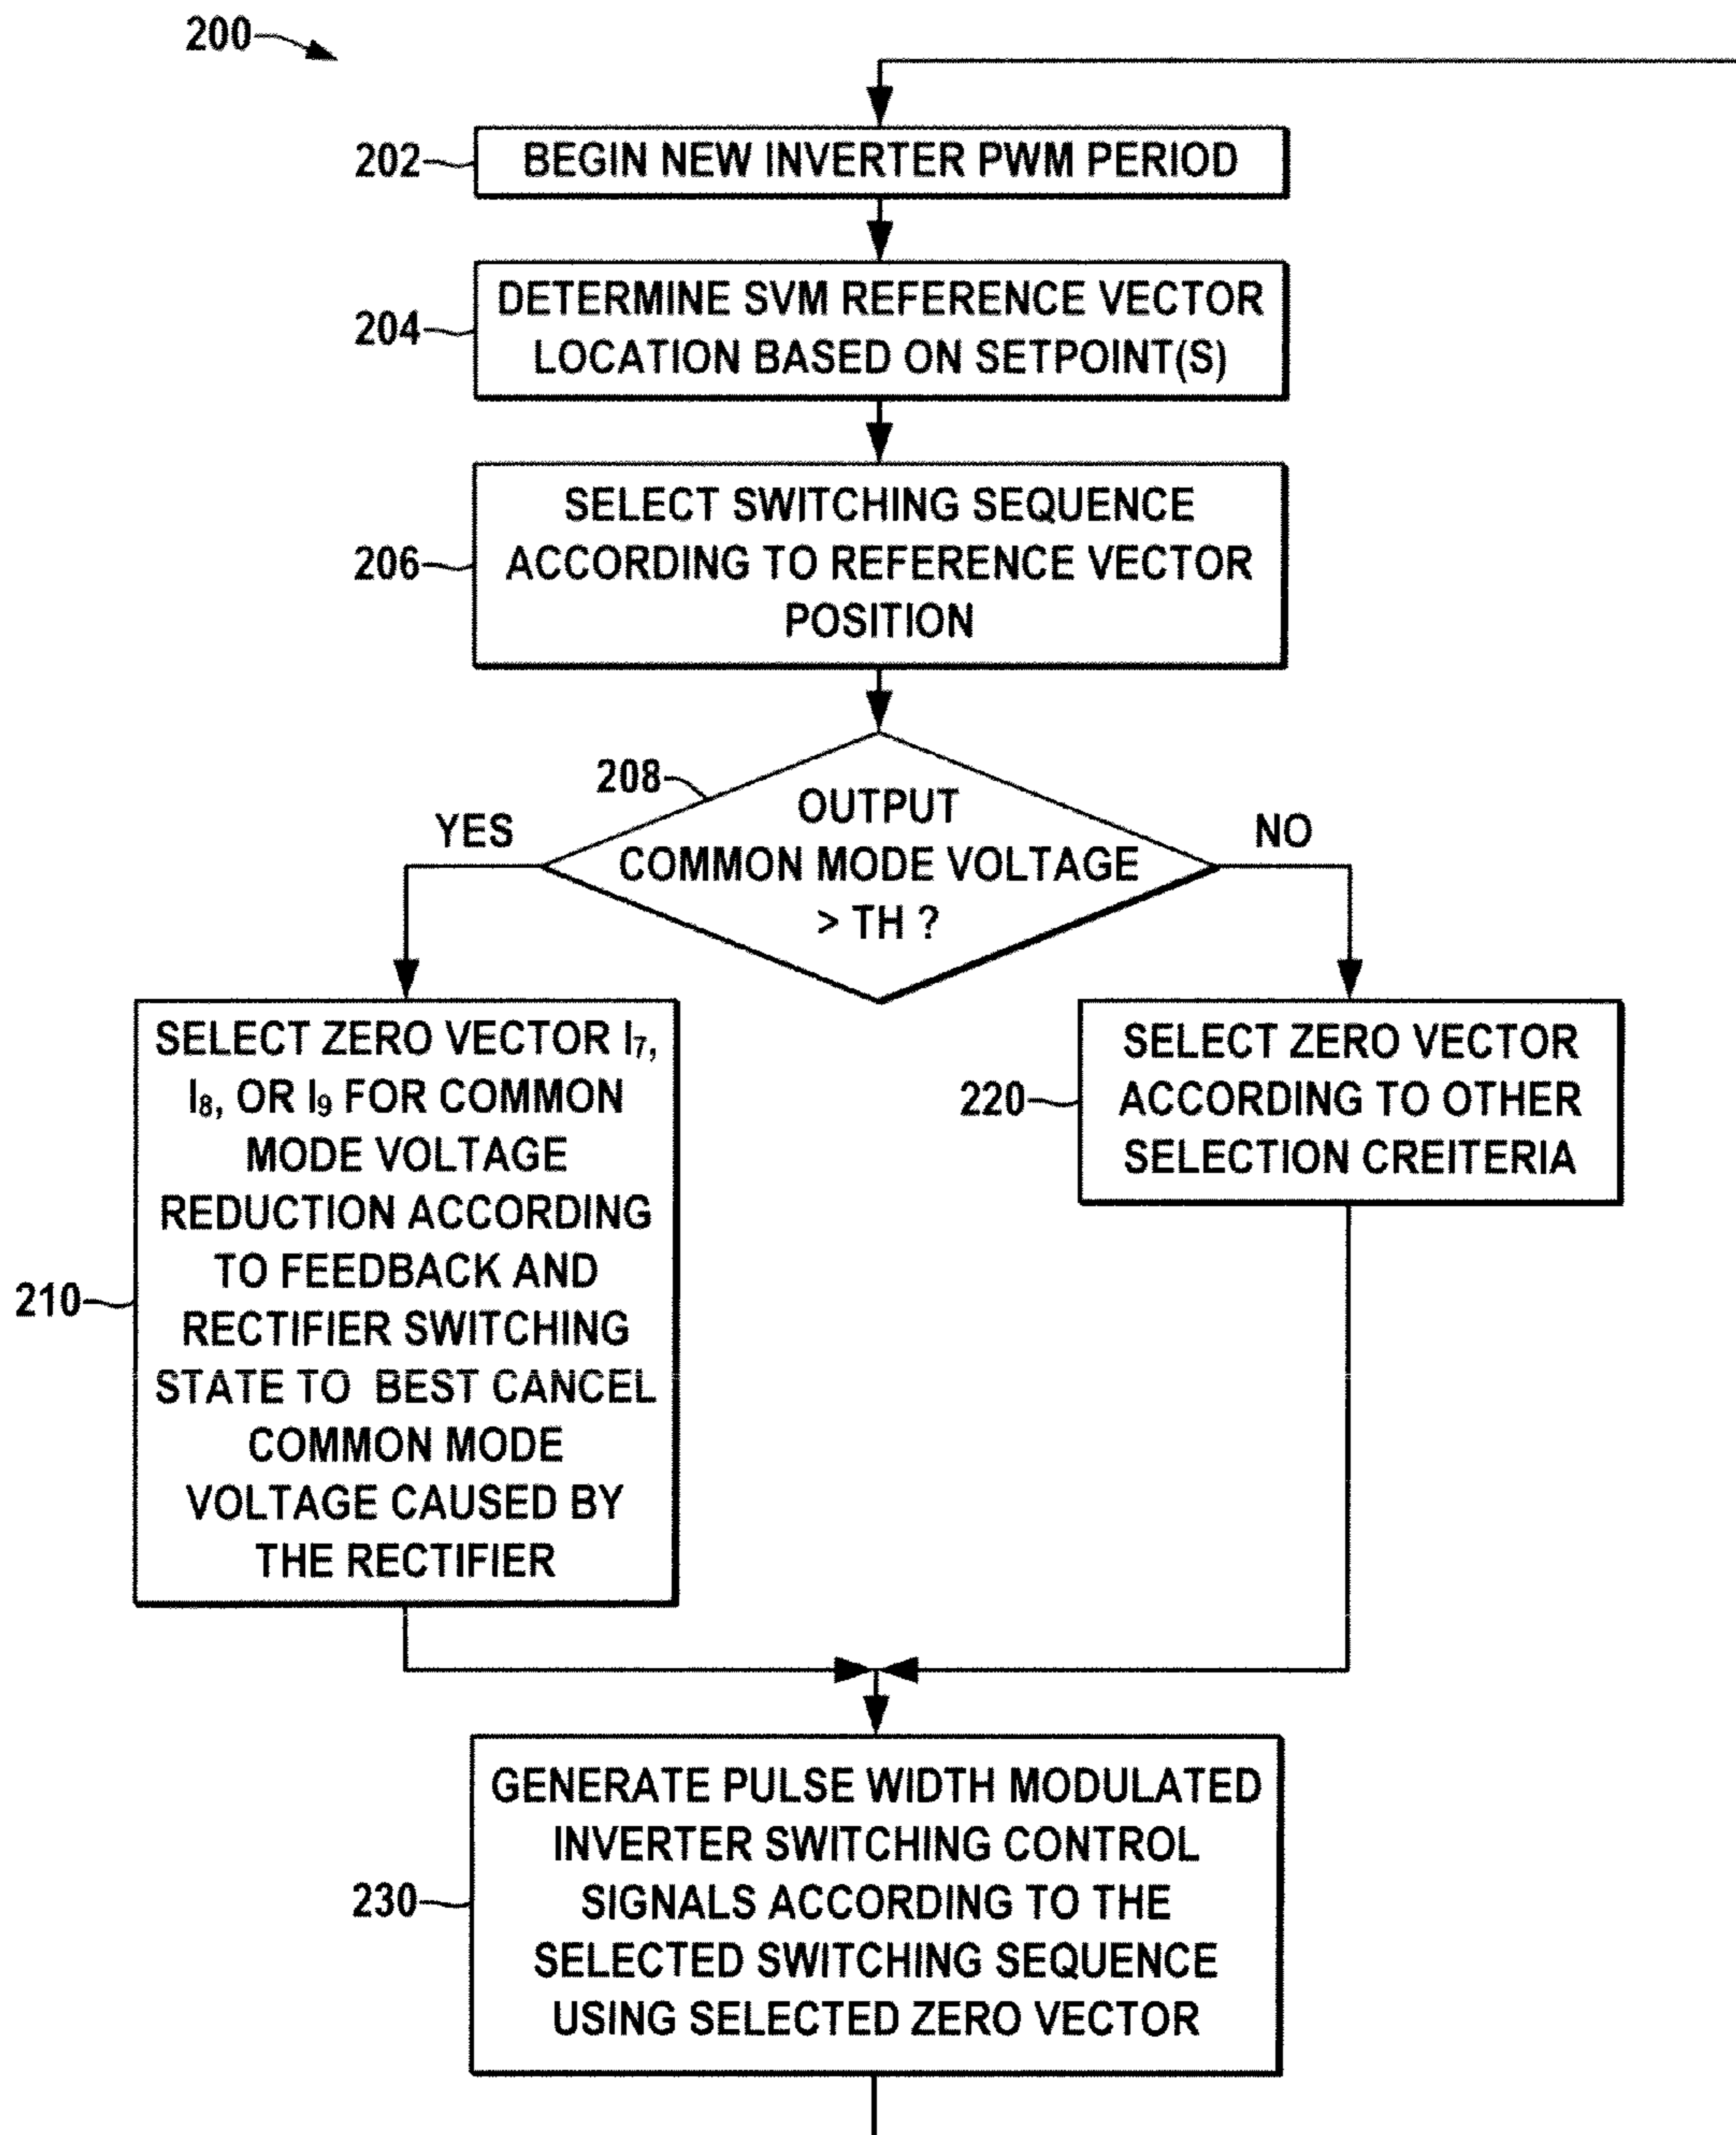 200
202
BEGIN NEW INVERTER PWM PERIOD
204
DETERMINE SVM REFERENCE VECTOR
LOCATION BASED ON SETPOINT(S)
206
SELECT SWITCHING SEQUENCE
ACCORDING TO REFERENCE VECTOR
POSITION
208
OUTPUT
COMMON MODE VOLTAGE
> TH ?
YES
NO
210
SELECT ZERO VECTOR I₇,
I₈, OR I₉ FOR COMMON
MODE VOLTAGE
REDUCTION ACCORDING
TO FEEDBACK AND
RECTIFIER SWITCHING
STATE TO BEST CANCEL
COMMON MODE
VOLTAGE CAUSED BY
THE RECTIFIER
220
SELECT ZERO VECTOR
ACCORDING TO OTHER
SELECTION CREITERIA
230
GENERATE PULSE WIDTH MODULATED
INVERTER SWITCHING CONTROL
SIGNALS ACCORDING TO THE
SELECTED SWITCHING SEQUENCE
USING SELECTED ZERO VECTOR